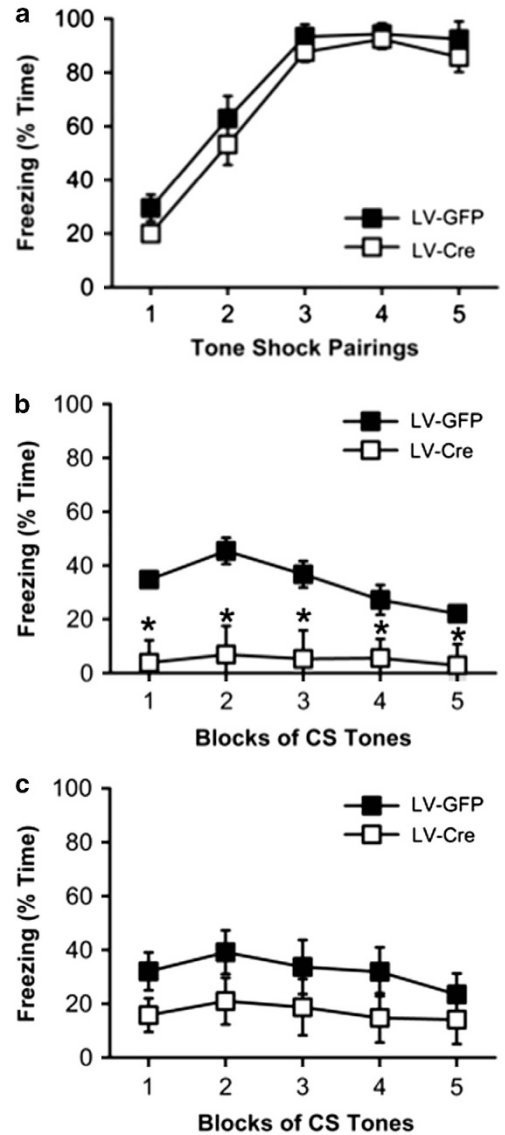 a
100
80
60
40
20
0
Freezing (% Time)
LV-GFP
LV-Cre
1 2 3 4 5
Tone Shock Pairings
b
100
80
60
40
20
0
Freezing (% Time)
LV-GFP
LV-Cre
* * * * *
1 2 3 4 5
Blocks of CS Tones
c
100
80
60
40
20
0
Freezing (% Time)
LV-GFP
LV-Cre
1 2 3 4 5
Blocks of CS Tones